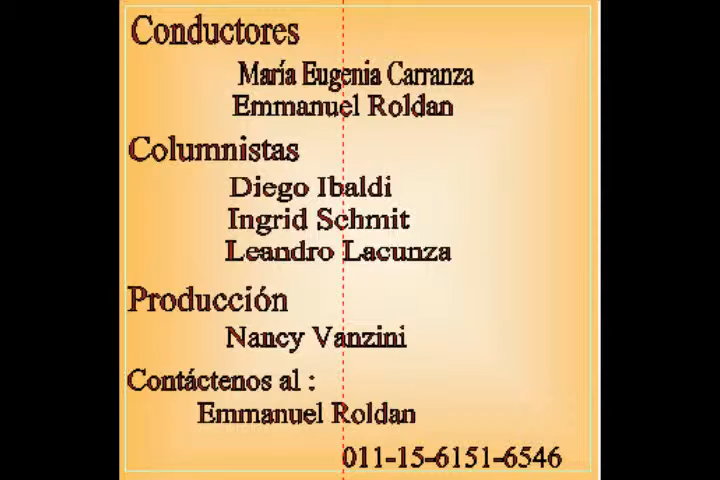 Conductores
María Eugenia Carranza
Emmanuel Roldan
Columnistas
Diego Ibaldi
Ingrid Schmit
Leandro Lacunza
Producción
Nancy Vanzini
Contáctenos al :
Emmanuel Roldan
011-15-6151-6546